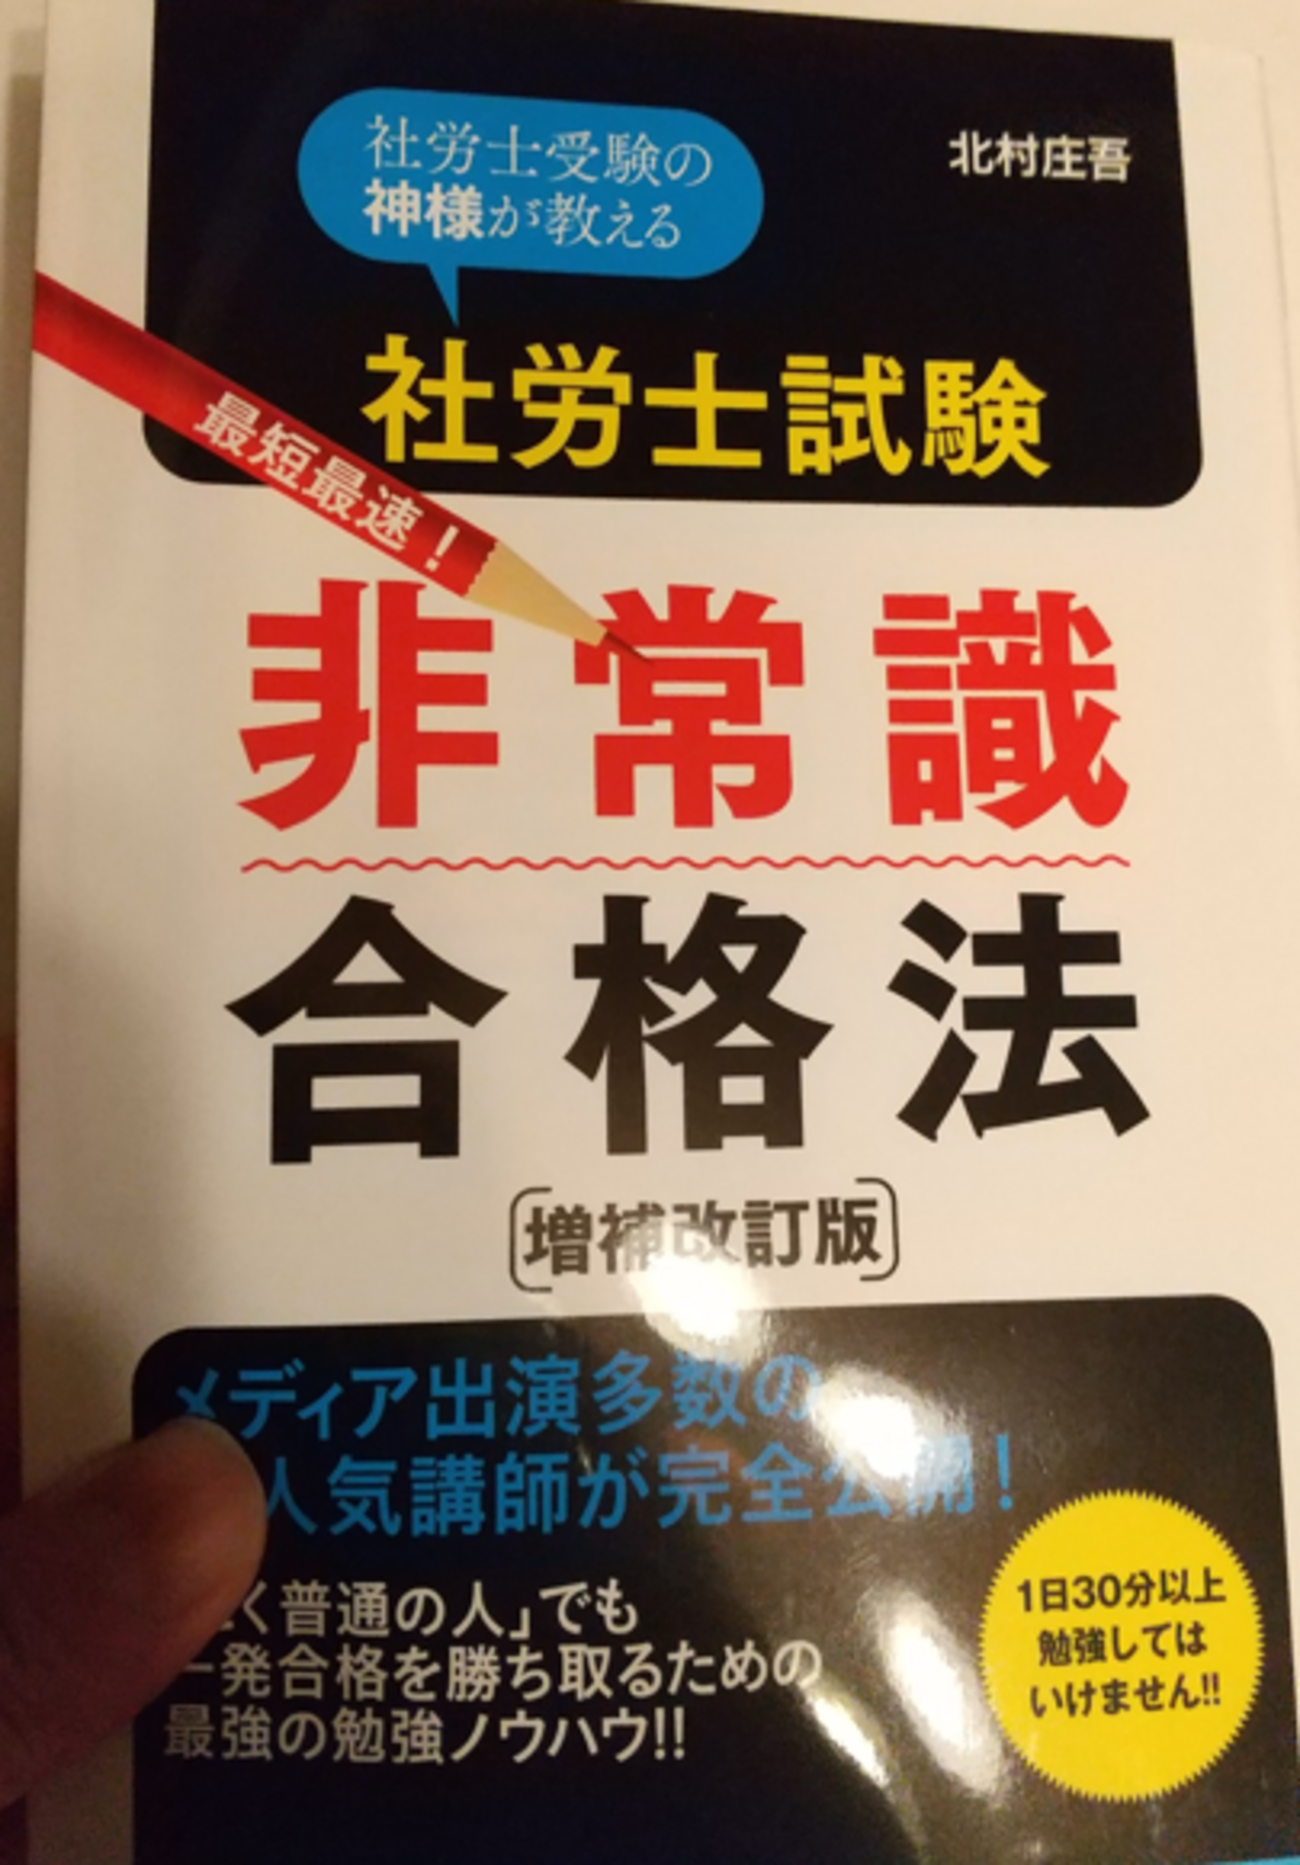 社労士受験の
神様が教える
北村庄吾
社労士試験
最短最速!
非常識
合格法
[増補改訂版]
メディア出演多数の
人気講師が完全公開!
く普通の人」でも
一発合格を勝ち取るための
最強の勉強ノウハウ!!
1日30分以上
勉強しては
いけません!!